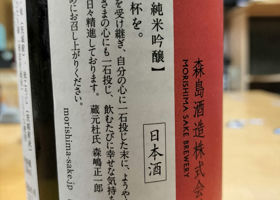 純米吟醸】
杯を。
を受け継ぎ、自分の心に
一石投じた末に、ようや
さまの心にも一石投じ、
飲むたびに幸せな気持
日々精進しております。
めにお召し上がりください。
蔵元杜氏 森嶋正一郎
morishima-sake.jp
日本酒
森島酒造株式会
MORISHIMA SAKE BREWERY